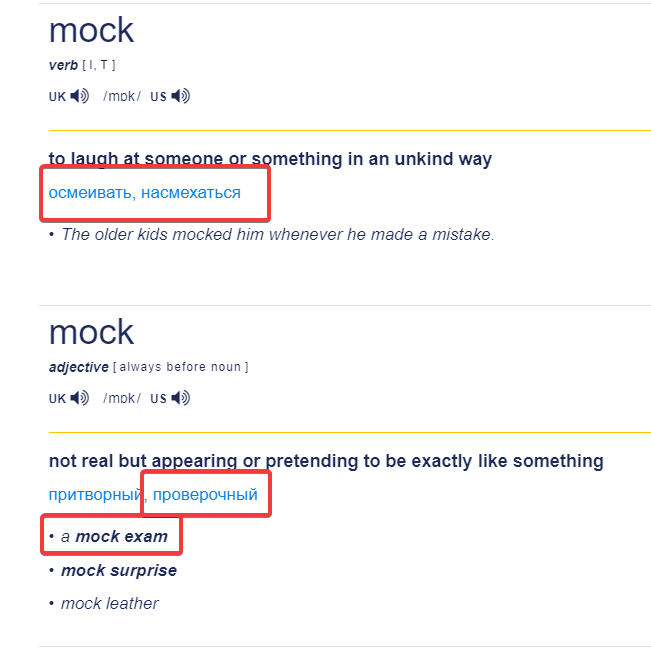 mock
verb [ I, T ]
UK /mɒk/ US
to laugh at someone or something in an unkind way
осмеивать, насмехаться
• The older kids mocked him whenever he made a mistake.
mock
adjective [ always before noun ]
UK /mɒk/ US
not real but appearing or pretending to be exactly like something
притворный, проверочный
• a mock exam
• mock surprise
• mock leather